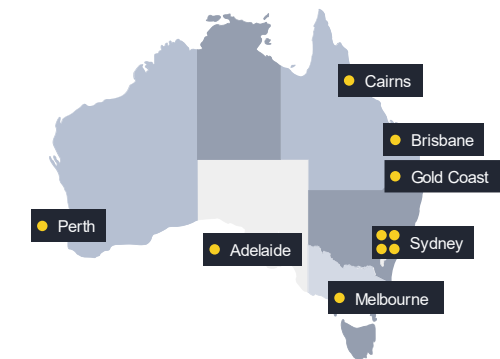 Cairns
Brisbane
Gold Coast
Perth
Sydney
Adelaide
Melbourne